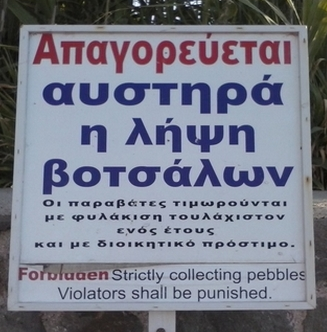 Απαγορεύεται
αυστηρά
η λήψη
βοτσάλων
Οι παραβάτες τιμωρούνται
με φυλάκιση τουλάχιστον
ενός έτους
και με διοικητικό πρόστιμο.
Forbidden Strictly collecting pebbles
Violators shall be punished.